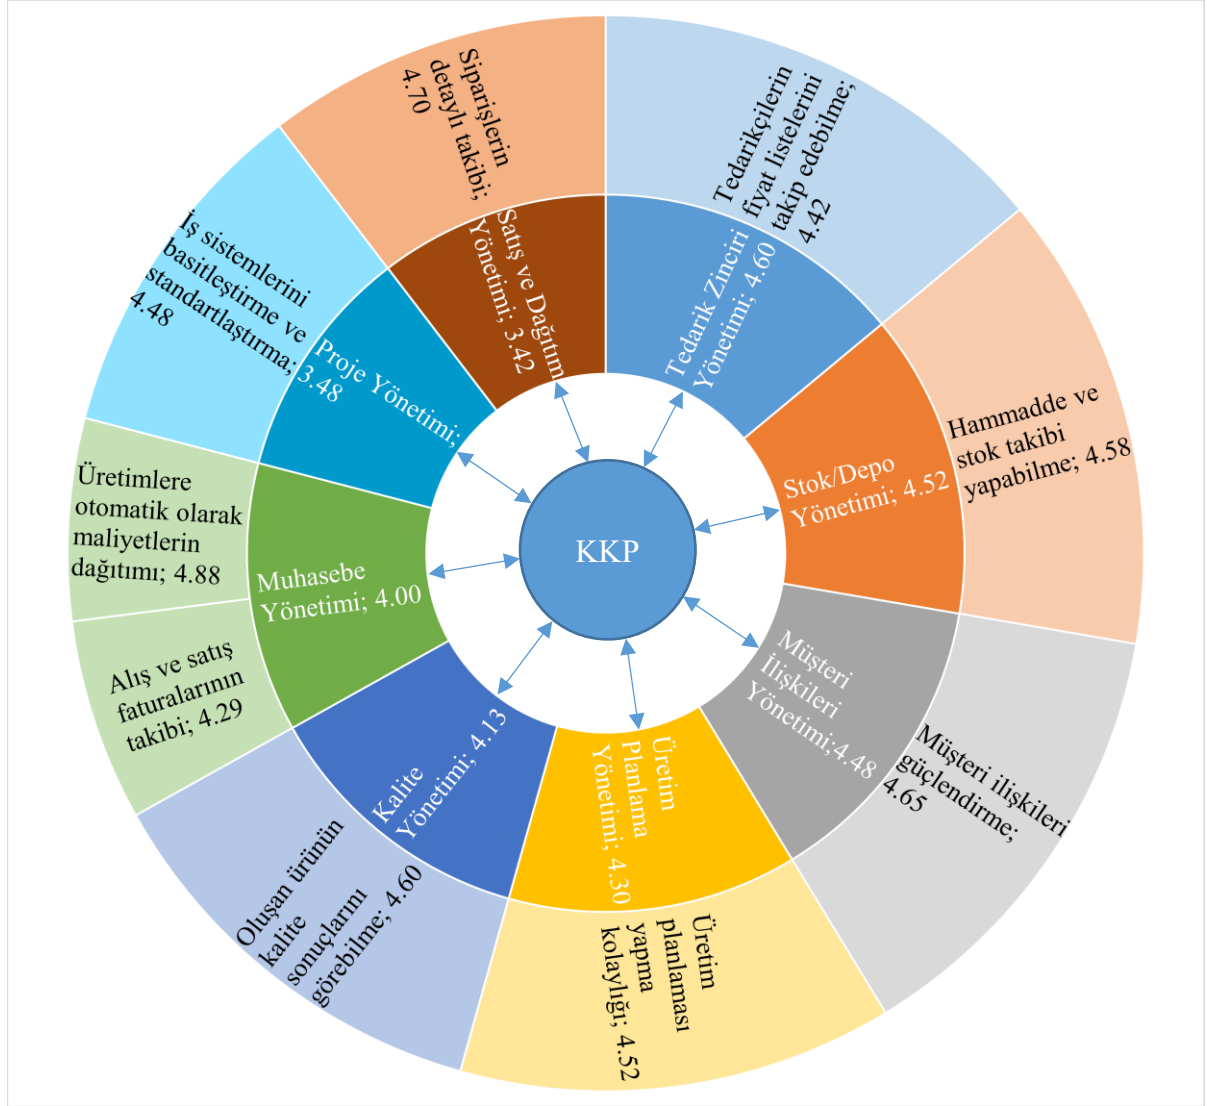 KKP
Tedarik Zinciri
Yönetimi; 4.60
Tedarikçilerin
fiyat listelerini
takip edebilme;
4.42
Stok/Depo
Yönetimi; 4.52
Hammadde ve
stok takibi
yapabilme; 4.58
Müşteri
İlişkileri
Yönetimi;4.48
Müşteri ilişkileri
güçlendirme;
4.65
Üretim
Planlama
Yönetimi; 4.30
Üretim
planlaması
yapma
kolaylığı; 4.52
Kalite
Yönetimi; 4.13
Oluşan ürünün
kalite
sonuçlarını
görebilme; 4.60
Muhasebe
Yönetimi; 4.00
Alış ve satış
faturalarının
takibi; 4.29
Üretimlere
otomatik olarak
maliyetlerin
dağıtımı; 4.88
Proje Yönetimi;
3.48
İş sistemlerini
basitleştirme ve
standartlaştırma;
4.48
Satış ve Dağıtım
Yönetimi; 3.42
Siparişlerin
detaylı takibi;
4.70